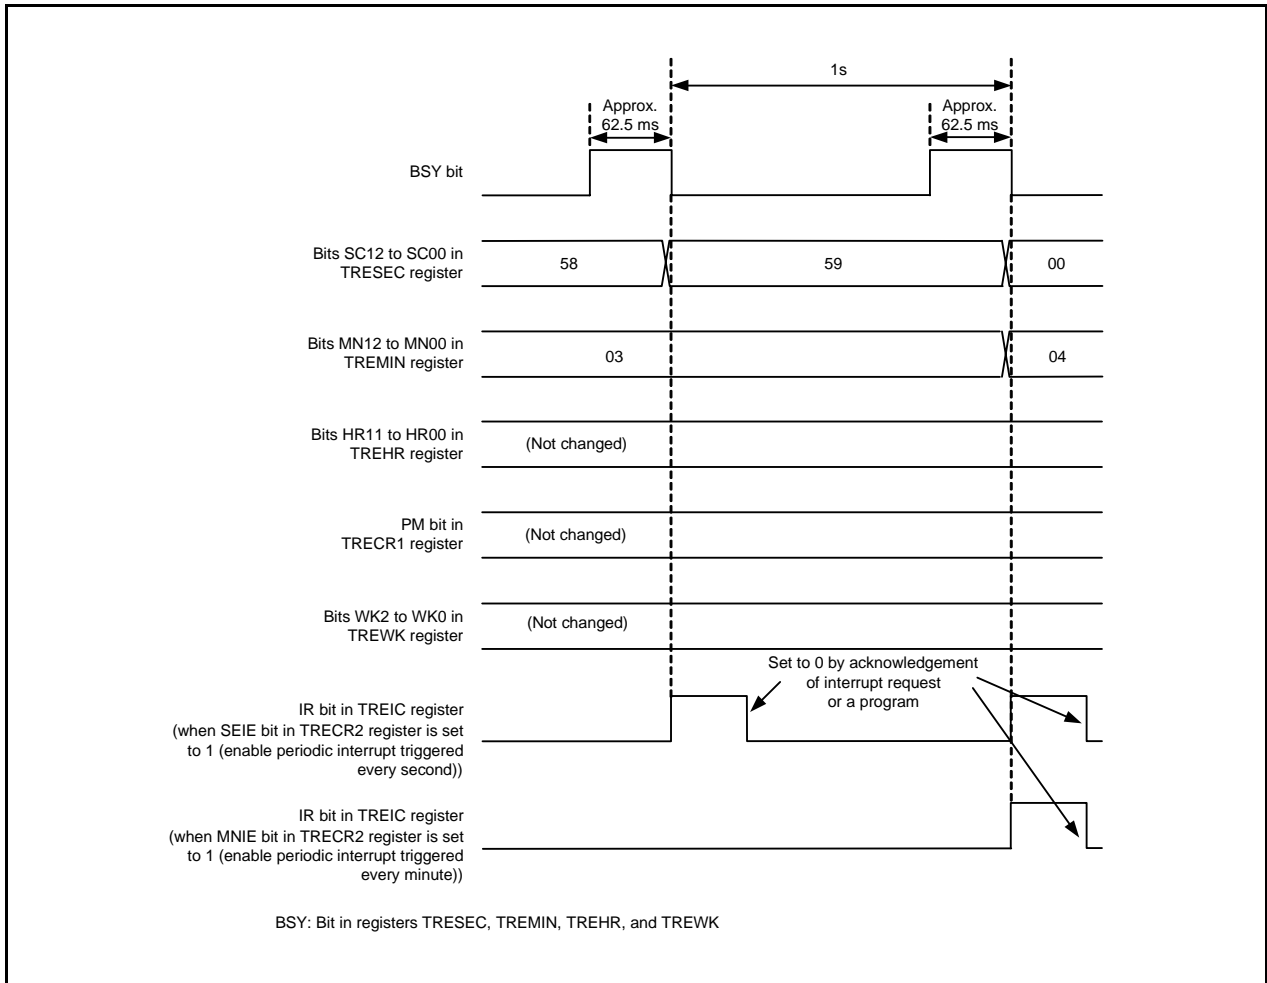 1s
Approx.
62.5 ms
Approx.
62.5 ms
BSY bit
Bits SC12 to SC00 in
TRESEC register
58
59
00
Bits MN12 to MN00 in
TREMIN register
03
04
Bits HR11 to HR00 in
TREHR register
(Not changed)
PM bit in
TRECR1 register
(Not changed)
Bits WK2 to WK0 in
TREWK register
(Not changed)
Set to 0 by acknowledgement
of interrupt request
or a program
IR bit in TREIC register
(when SEIE bit in TRECR2 register is set
to 1 (enable periodic interrupt triggered
every second))
IR bit in TREIC register
(when MNIE bit in TRECR2 register is set
to 1 (enable periodic interrupt triggered
every minute))
BSY: Bit in registers TRESEC, TREMIN, TREHR, and TREWK